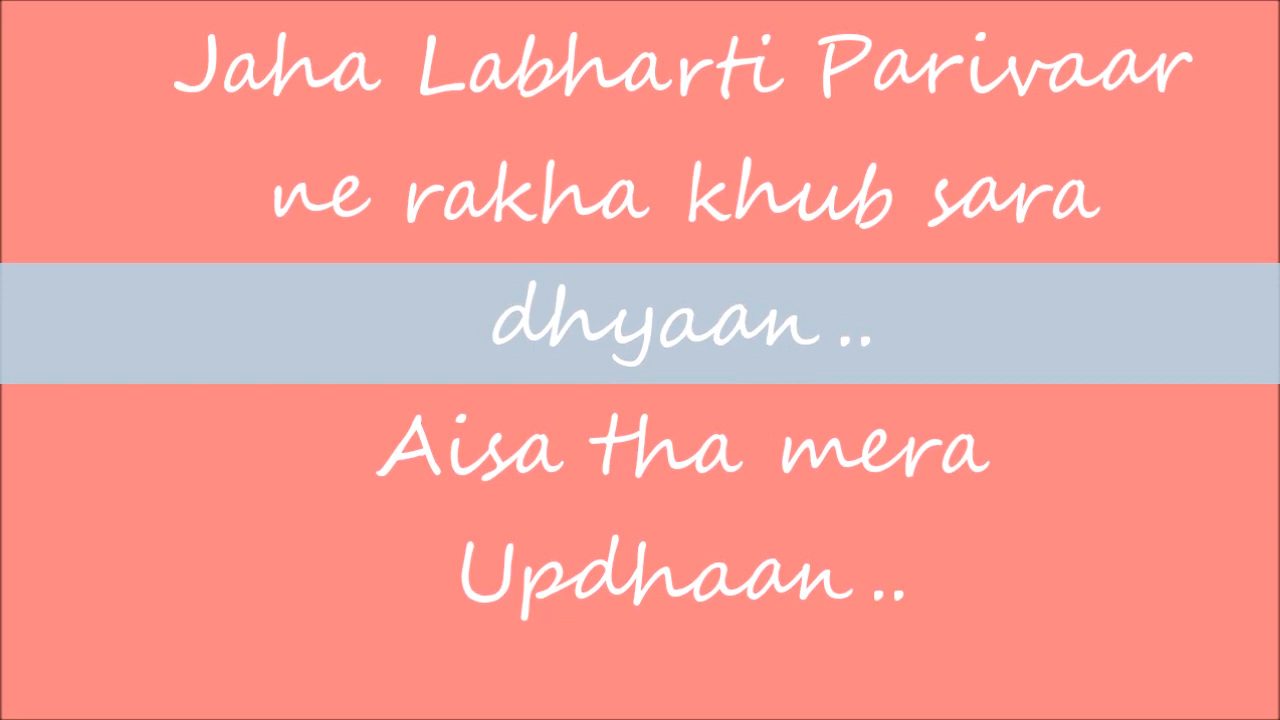 Jaha Labharti Parivaar
ne rakha khub sara
dhyaan..
Aisa tha mera
Updhaan..